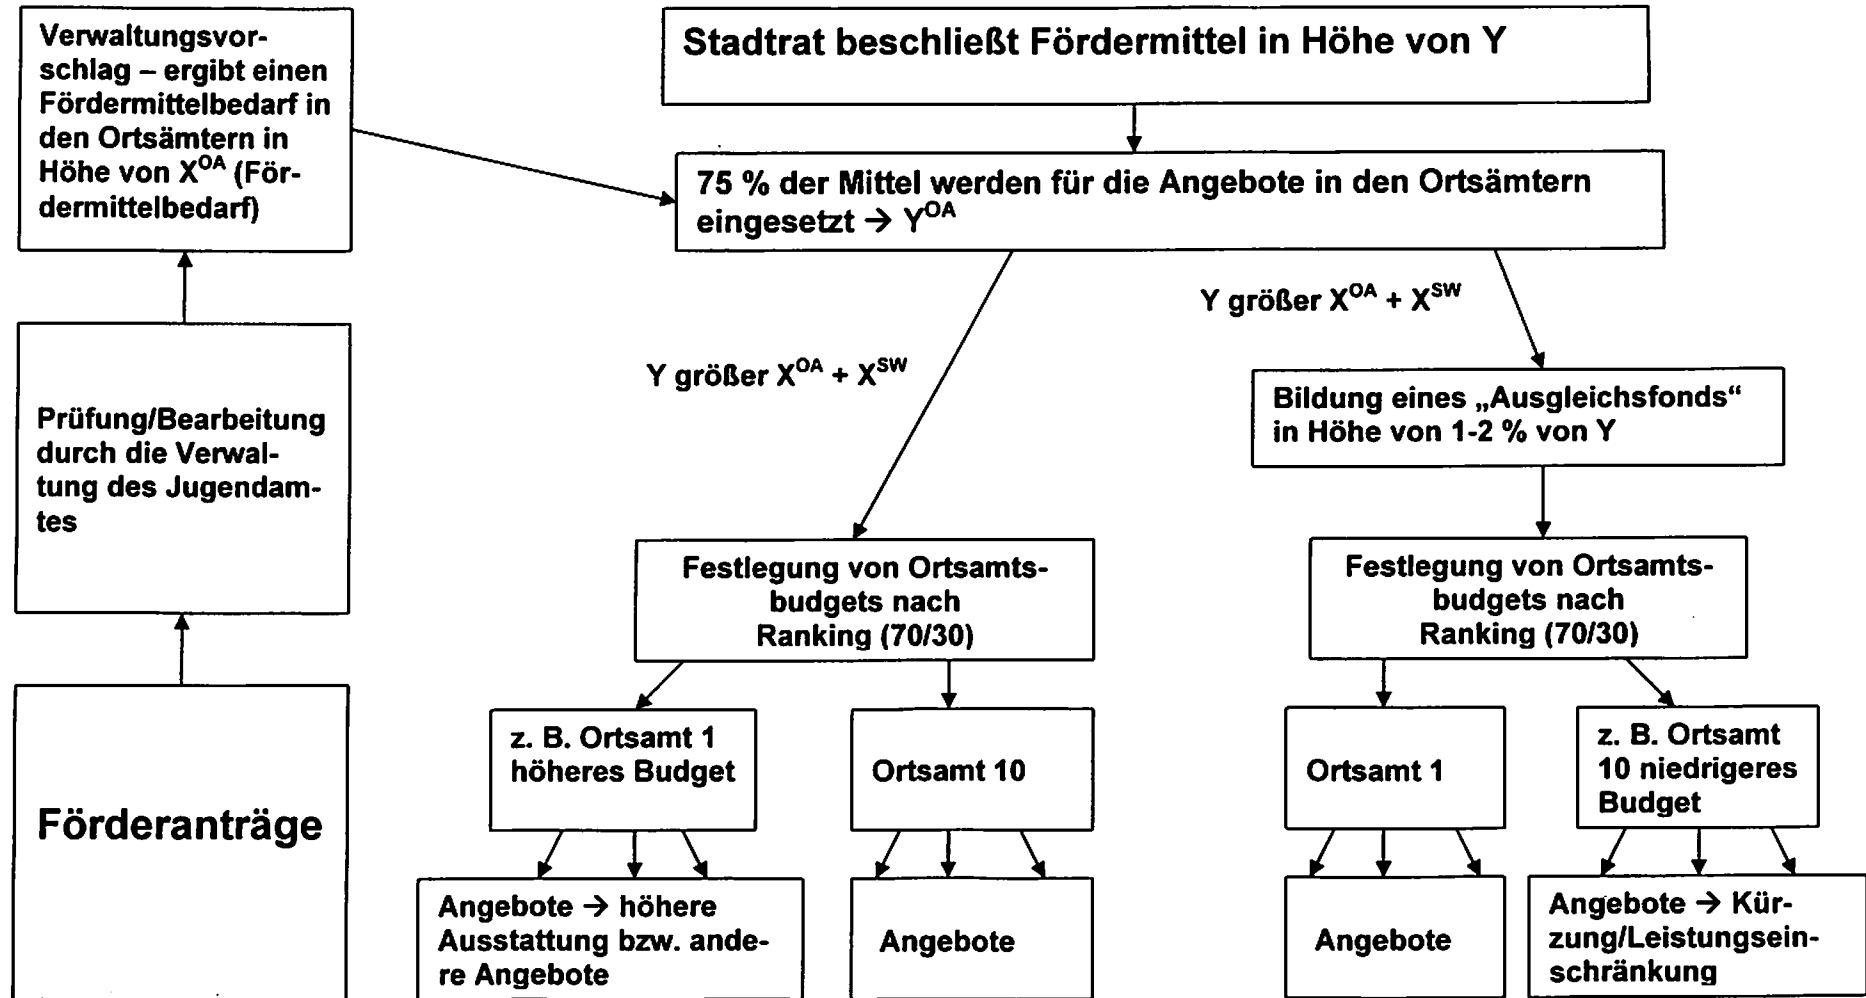 Verwaltungsvor-
schlag – ergibt einen
Fördermittelbedarf in
den Ortsämtern in
Höhe von X^OA (För-
dermittelbedarf)
Prüfung/Bearbeitung
durch die Verwal-
tung des Jugendam-
tes
Förderanträge
Stadtrat beschließt Fördermittel in Höhe von Y
75 % der Mittel werden für die Angebote in den Ortsämtern
eingesetzt → Y^OA
Y größer X^OA + X^SW
Y größer X^OA + X^SW
Bildung eines „Ausgleichsfonds“
in Höhe von 1-2 % von Y
Festlegung von Ortsamts-
budgets nach
Ranking (70/30)
Festlegung von Ortsamts-
budgets nach
Ranking (70/30)
z. B. Ortsamt 1
höheres Budget
Ortsamt 10
Ortsamt 1
z. B. Ortsamt
10 niedrigeres
Budget
Angebote → höhere
Ausstattung bzw. ande-
re Angebote
Angebote
Angebote
Angebote → Kür-
zung/Leistungsein-
schränkung